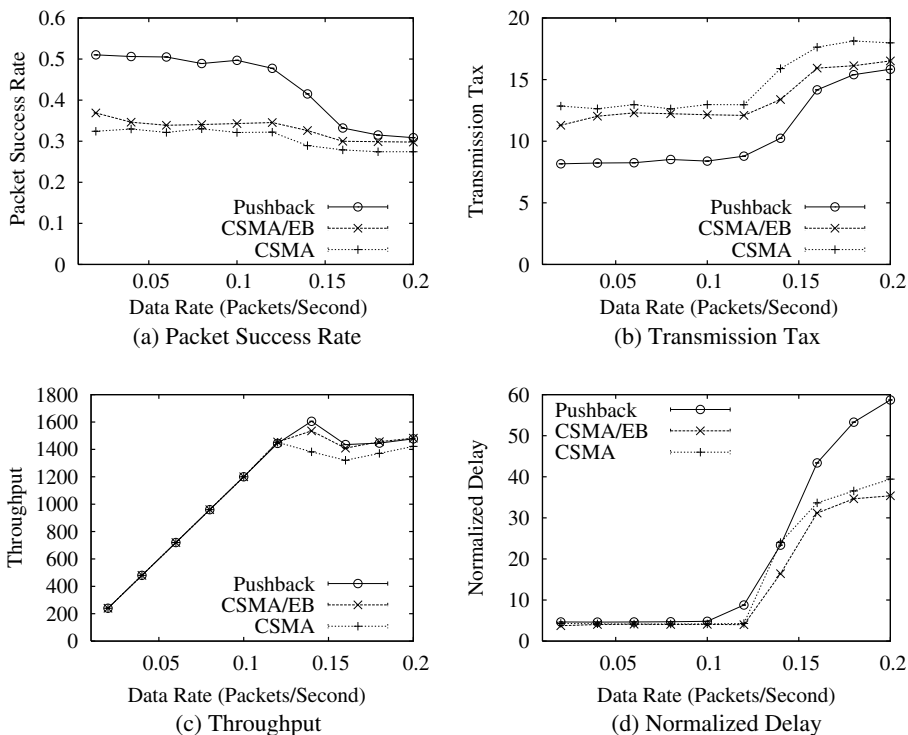 0.6
0.5
0.4
0.3
0.2
0.1
0
Packet Success Rate
Pushback
CSMA/EB
CSMA
0.05
0.1
0.15
0.2
Data Rate (Packets/Second)
(a) Packet Success Rate
20
15
10
5
0
Transmission Tax
Pushback
CSMA/EB
CSMA
0.05
0.1
0.15
0.2
Data Rate (Packets/Second)
(b) Transmission Tax
1800
1600
1400
1200
1000
800
600
400
200
0
Throughput
Pushback
CSMA/EB
CSMA
0.05
0.1
0.15
0.2
Data Rate (Packets/Second)
(c) Throughput
60
50
40
30
20
10
0
Normalized Delay
Pushback
CSMA/EB
CSMA
0.05
0.1
0.15
0.2
Data Rate (Packets/Second)
(d) Normalized Delay